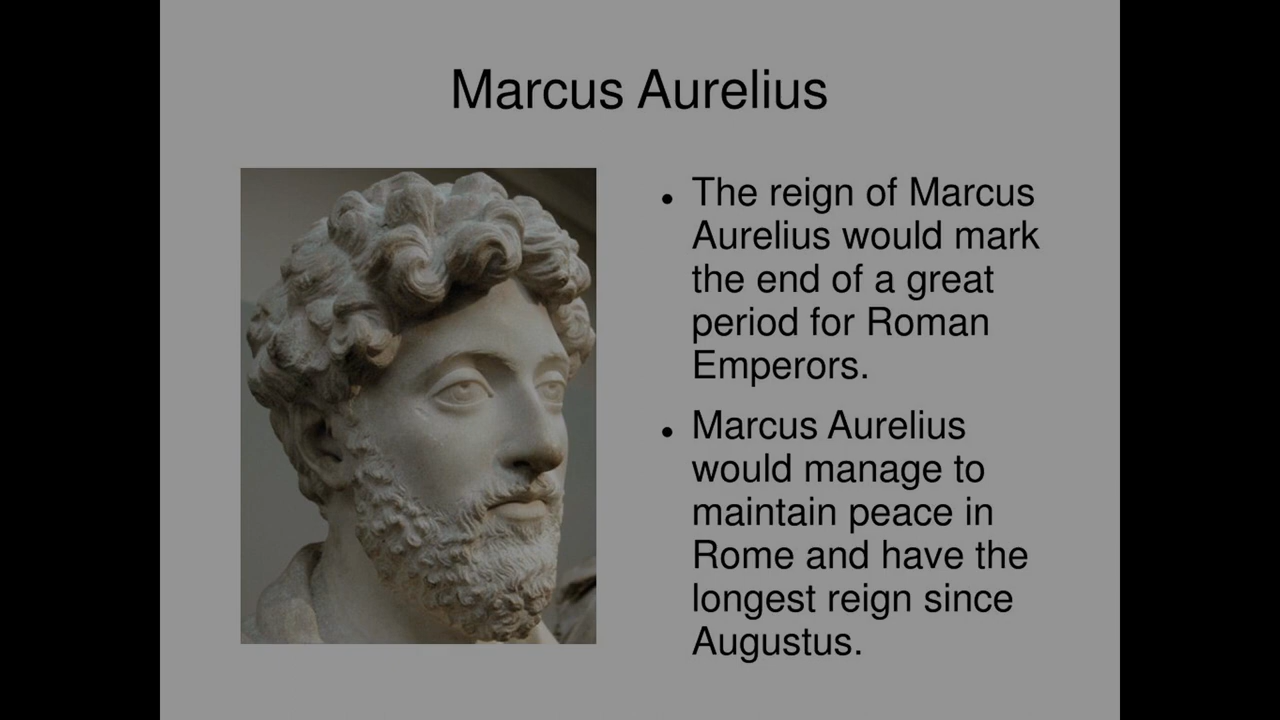 Marcus Aurelius
• The reign of Marcus
Aurelius would mark
the end of a great
period for Roman
Emperors.
• Marcus Aurelius
would manage to
maintain peace in
Rome and have the
longest reign since
Augustus.